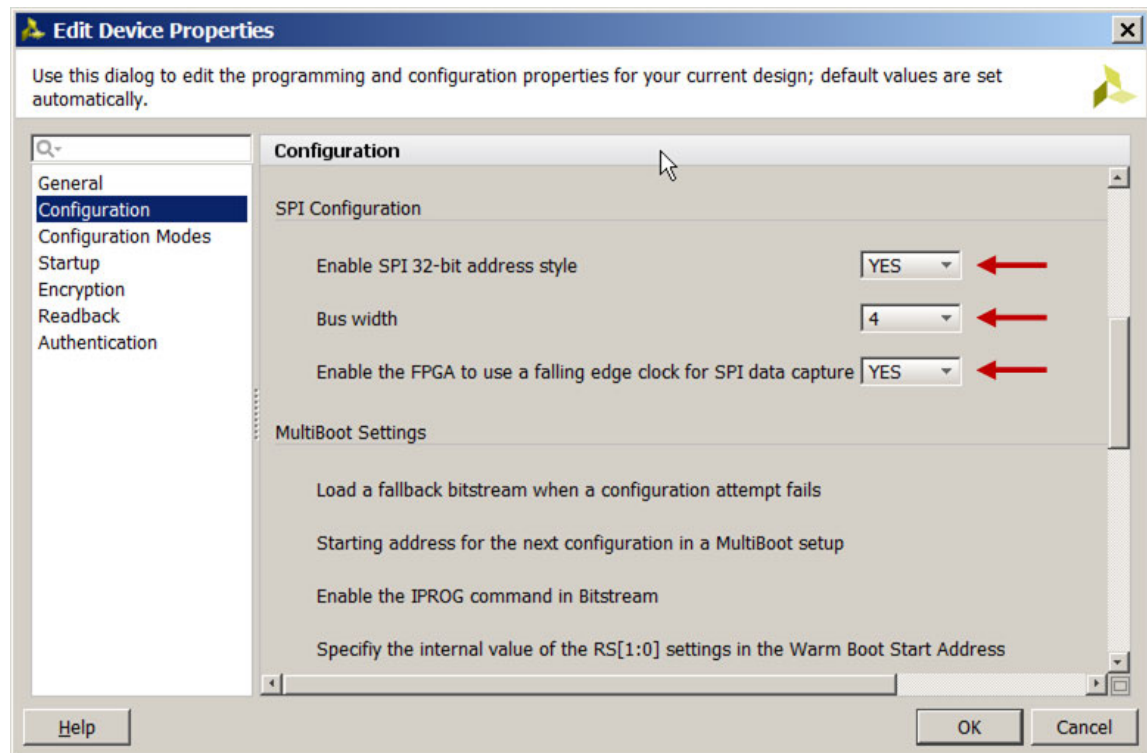 Edit Device Properties
Use this dialog to edit the programming and configuration properties for your current design; default values are set
automatically.
General
Configuration
Configuration Modes
Startup
Encryption
Readback
Authentication
Configuration
SPI Configuration
Enable SPI 32-bit address style YES
Bus width 4
Enable the FPGA to use a falling edge clock for SPI data capture YES
MultiBoot Settings
Load a fallback bitstream when a configuration attempt fails
Starting address for the next configuration in a MultiBoot setup
Enable the IPROG command in Bitstream
Specifiy the internal value of the RS[1:0] settings in the Warm Boot Start Address
Help OK Cancel